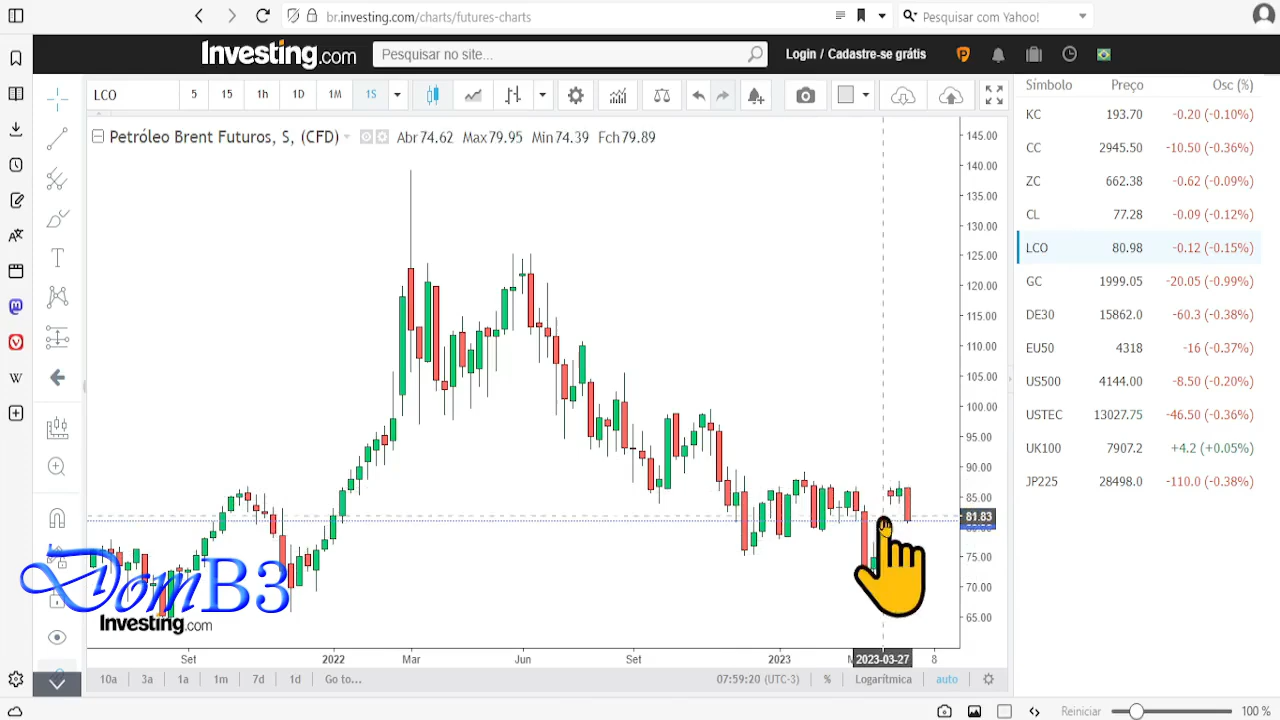 br.investing.com/charts/futures-charts
Pesquisar com Yahoo!
Investing.com
Pesquisar no site...
Login / Cadastre-se grátis
LCO 5 15 1h 1D 1M 1S
Petróleo Brent Futuros, S, (CFD) Abr 74.62 Max 79.95 Min 74.39 Fch 79.89
145.00
140.00
135.00
130.00
125.00
120.00
115.00
110.00
105.00
100.00
95.00
90.00
85.00
81.83
75.00
70.00
65.00
Símbolo Preço Osc (%)
KC 193.70 -0.20 (-0.10%)
CC 2945.50 -10.50 (-0.36%)
ZC 662.38 -0.62 (-0.09%)
CL 77.28 -0.09 (-0.12%)
LCO 80.98 -0.12 (-0.15%)
GC 1999.05 -20.05 (-0.99%)
DE30 15862.0 -60.3 (-0.38%)
EU50 4318 -16 (-0.37%)
US500 4144.00 -8.50 (-0.20%)
USTEC 13027.75 -46.50 (-0.36%)
UK100 7907.2 +4.2 (+0.05%)
JP225 28498.0 -110.0 (-0.38%)
DomB3
Investing.com
Set 2022 Mar Jun Set 2023 2023-03-27 8
10a 3a 1a 1m 7d 1d Go to... 07:59:20 (UTC-3) % Logarítmica auto
Reiniciar 100 %